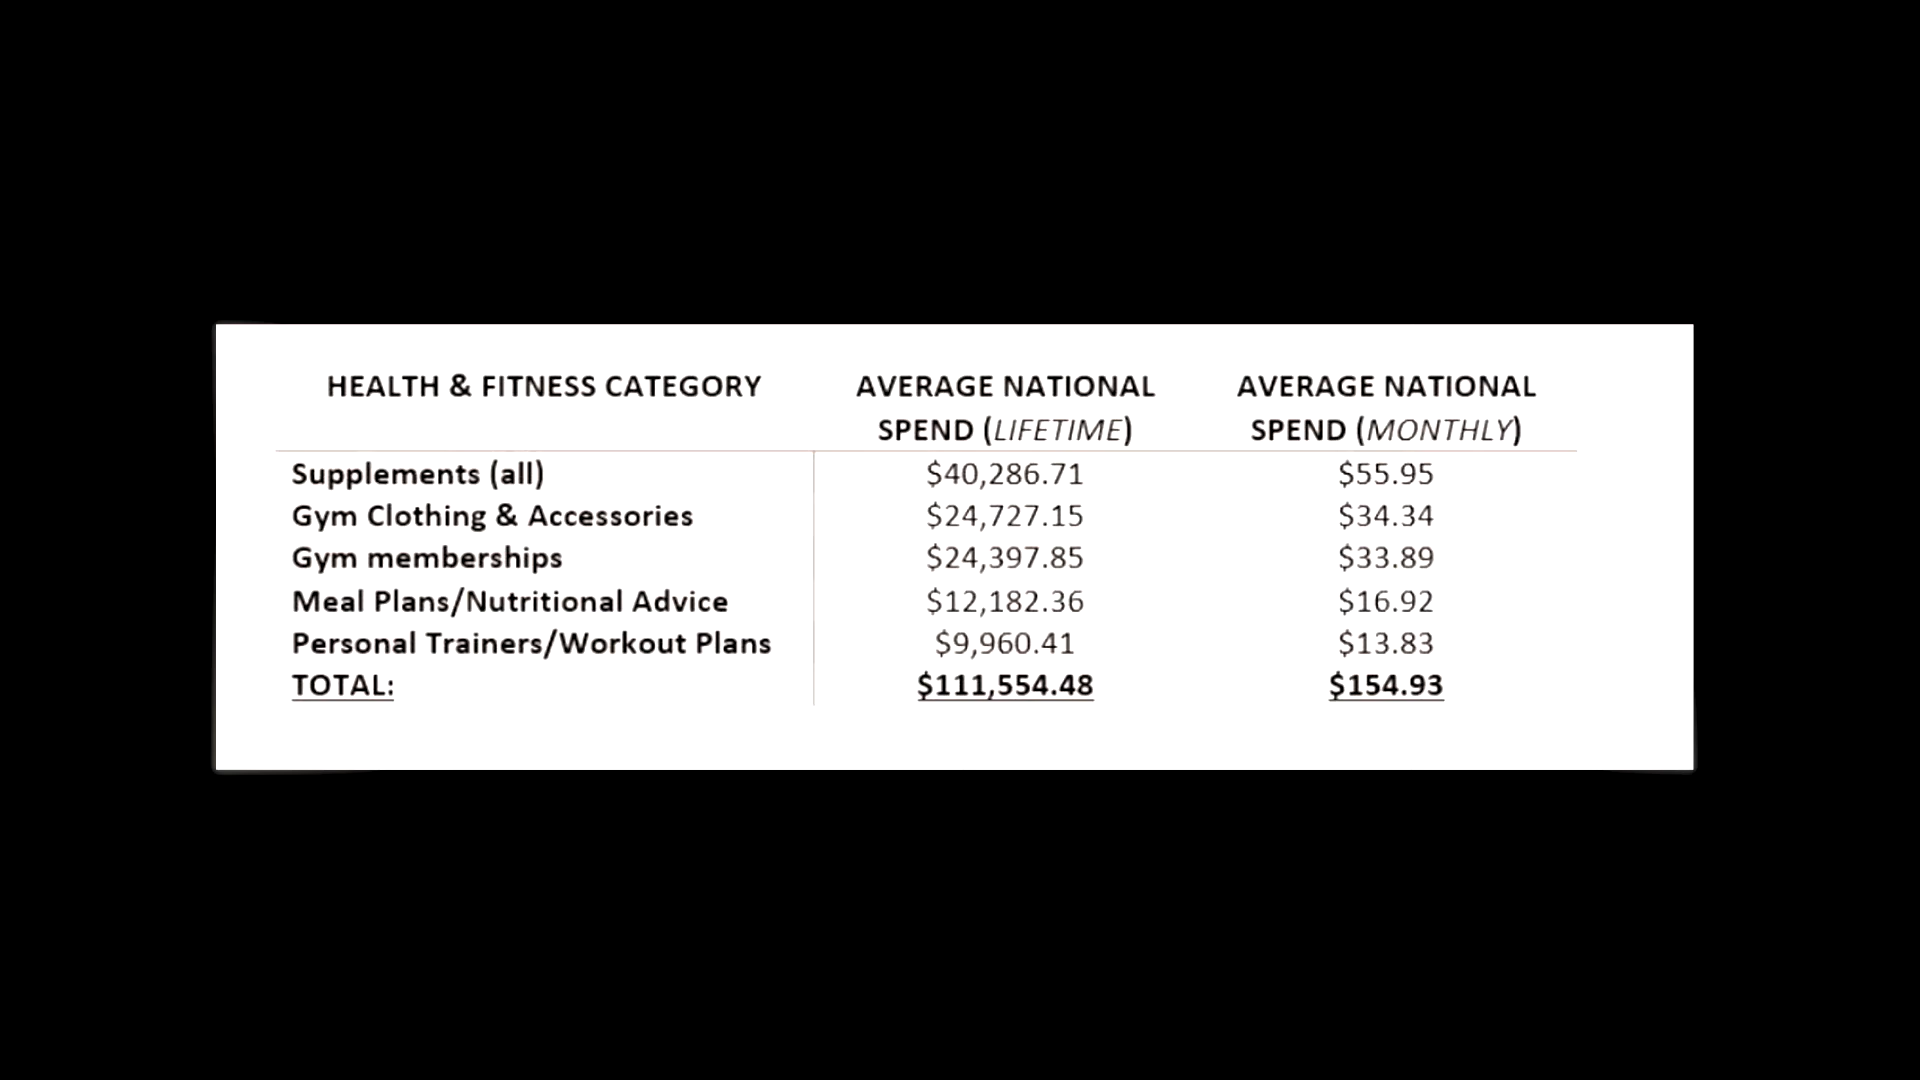 HEALTH & FITNESS CATEGORY AVERAGE NATIONAL SPEND (LIFETIME) AVERAGE NATIONAL SPEND (MONTHLY)
Supplements (all) $40,286.71 $55.95
Gym Clothing & Accessories $24,727.15 $34.34
Gym memberships $24,397.85 $33.89
Meal Plans/Nutritional Advice $12,182.36 $16.92
Personal Trainers/Workout Plans $9,960.41 $13.83
TOTAL: $111,554.48 $154.93